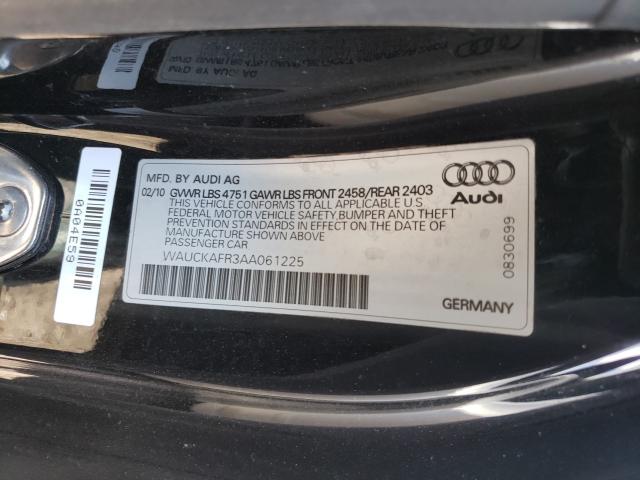 MFD. BY AUDI AG
02/10 GVWR LBS 4751 GAWR LBS FRONT 2458/REAR 2403
THIS VEHICLE CONFORMS TO ALL APPLICABLE U.S.
FEDERAL MOTOR VEHICLE SAFETY, BUMPER AND THEFT
PREVENTION STANDARDS IN EFFECT ON THE DATE OF
MANUFACTURE SHOWN ABOVE
PASSENGER CAR
WAUCKAFR3AA061225
Audi
0830699
GERMANY
0A04E59